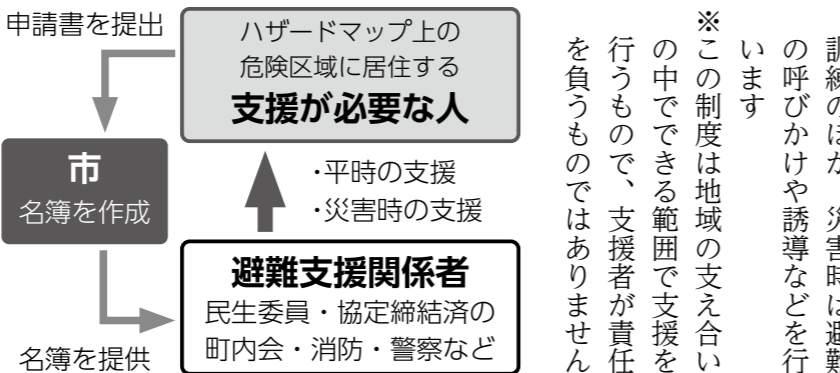 申請書を提出
ハザードマップ上の
危険区域に居住する
支援が必要な人
市
名簿を作成
・平時の支援
・災害時の支援
避難支援関係者
民生委員・協定締結済の
町内会・消防・警察など
名簿を提供
訓練のほか、災害時は避難
の呼びかけや誘導などを行
います
※この制度は地域の支え合い
の中でできる範囲で支援を
行うもので、支援者が責任
を負うものではありません